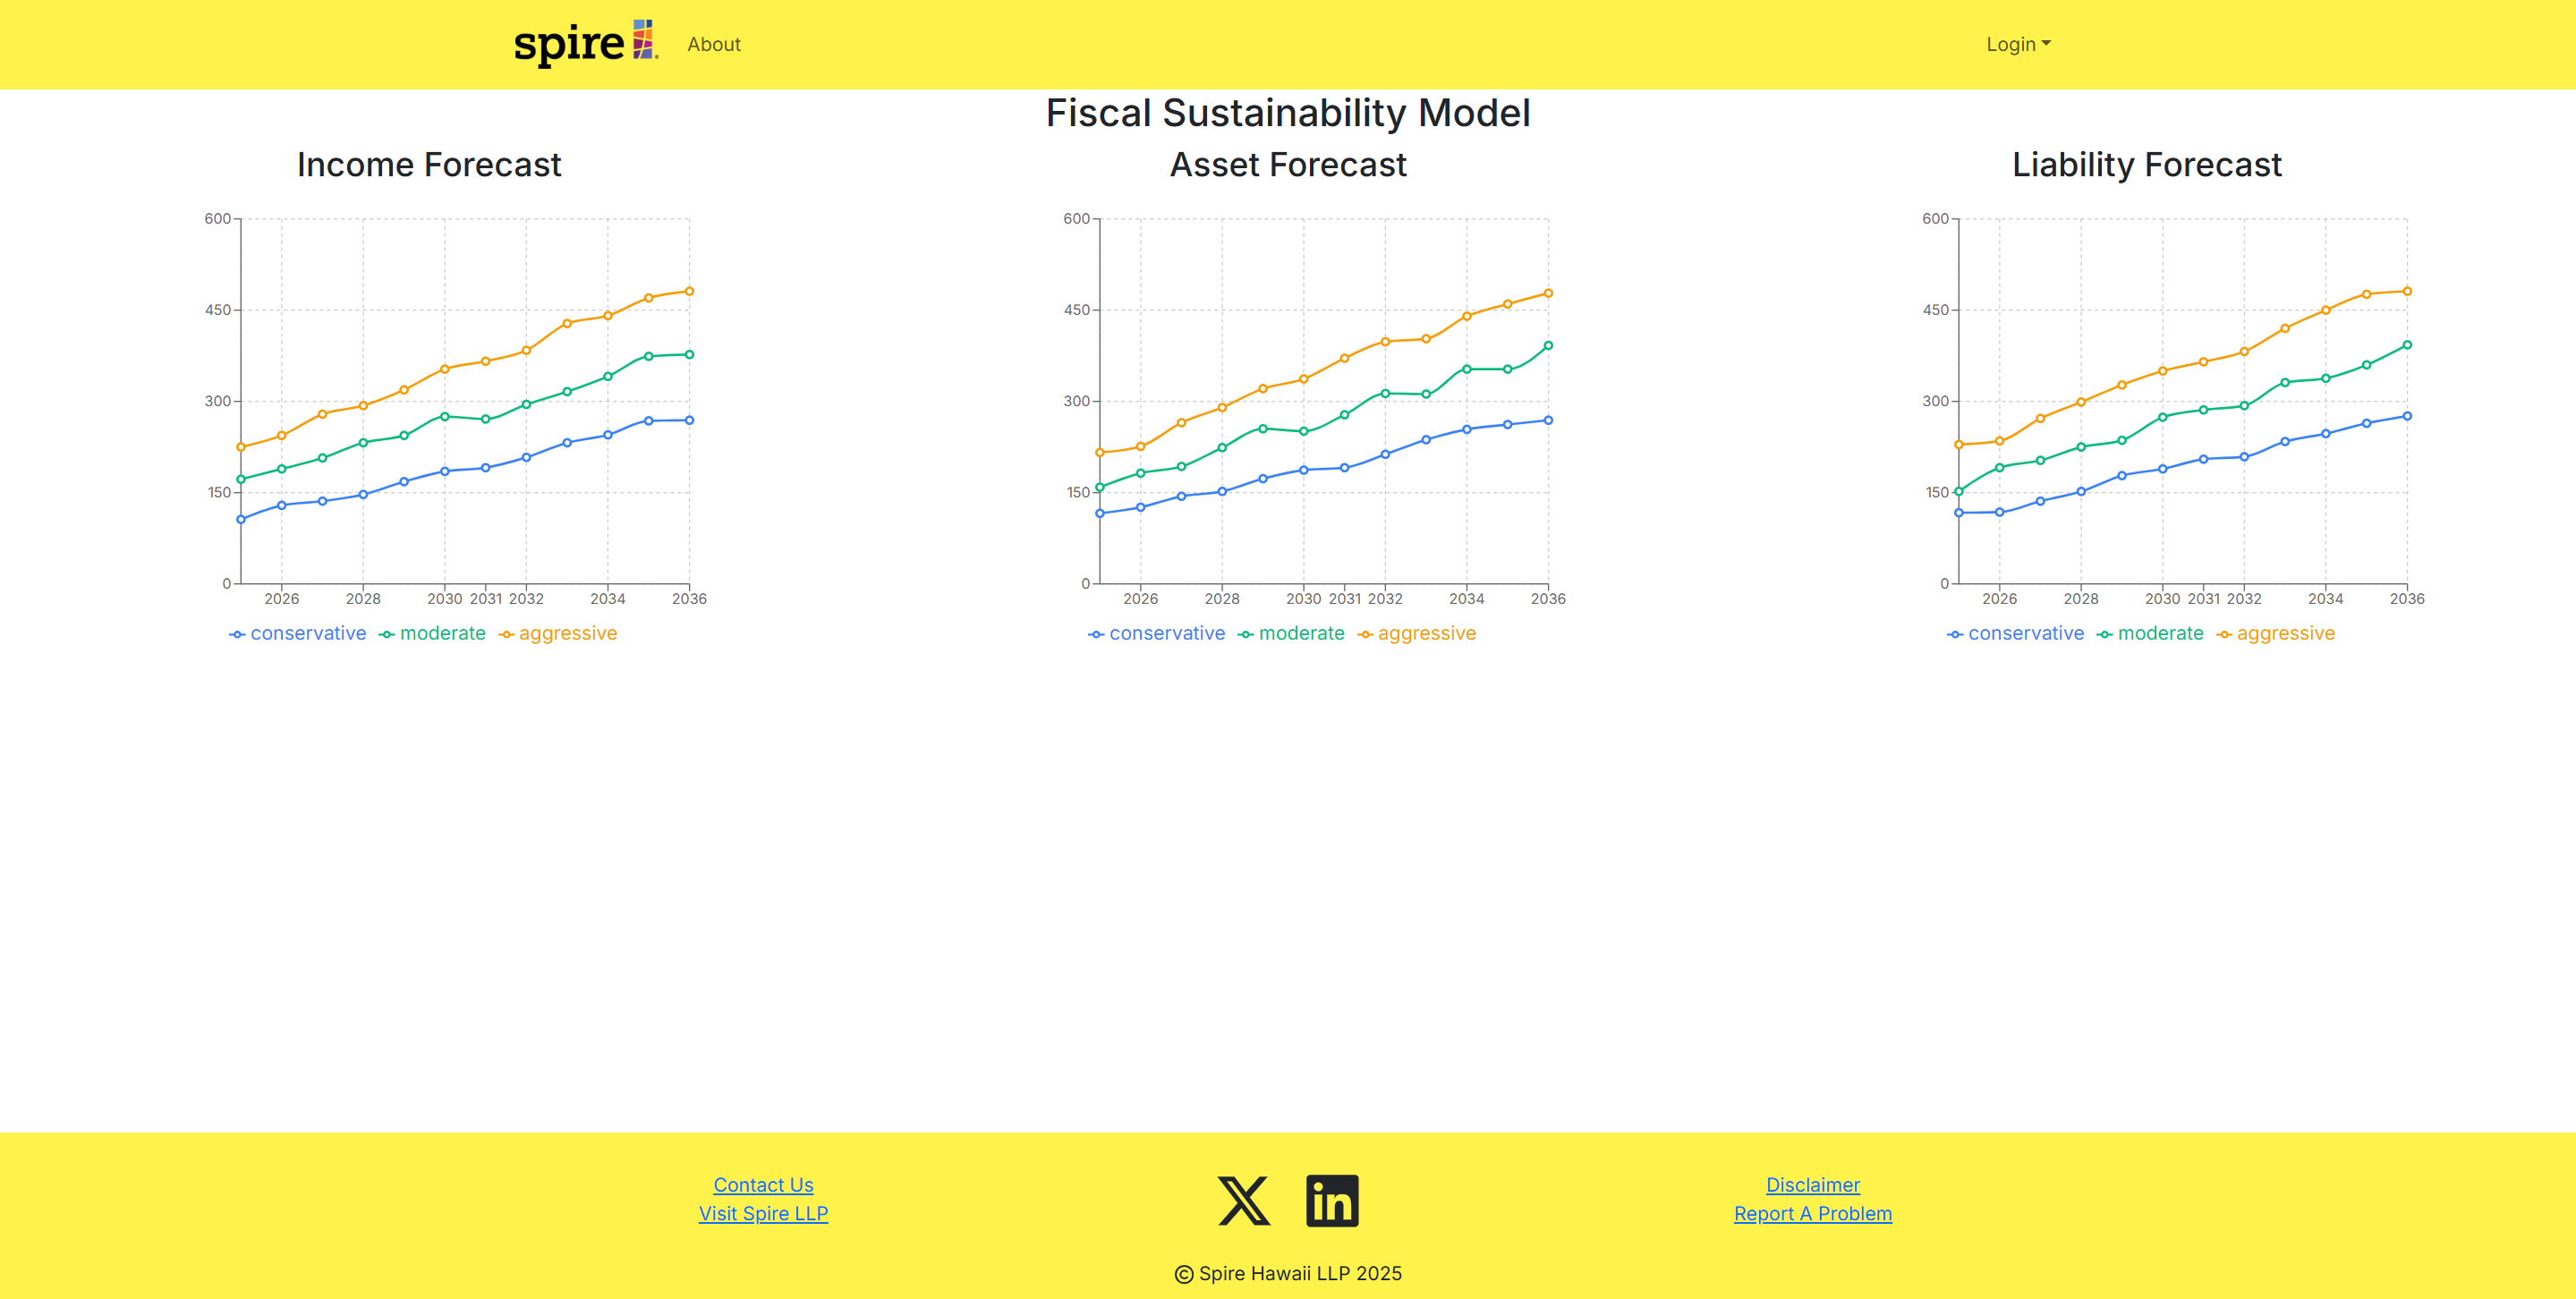 spire
About
Login
Fiscal Sustainability Model
Income Forecast
600
450
300
150
0
2026 2028 2030 2031 2032 2034 2036
conservative moderate aggressive
Asset Forecast
600
450
300
150
0
2026 2028 2030 2031 2032 2034 2036
conservative moderate aggressive
Liability Forecast
600
450
300
150
0
2026 2028 2030 2031 2032 2034 2036
conservative moderate aggressive
Contact Us
Visit Spire LLP
X
in
Disclaimer
Report A Problem
© Spire Hawaii LLP 2025